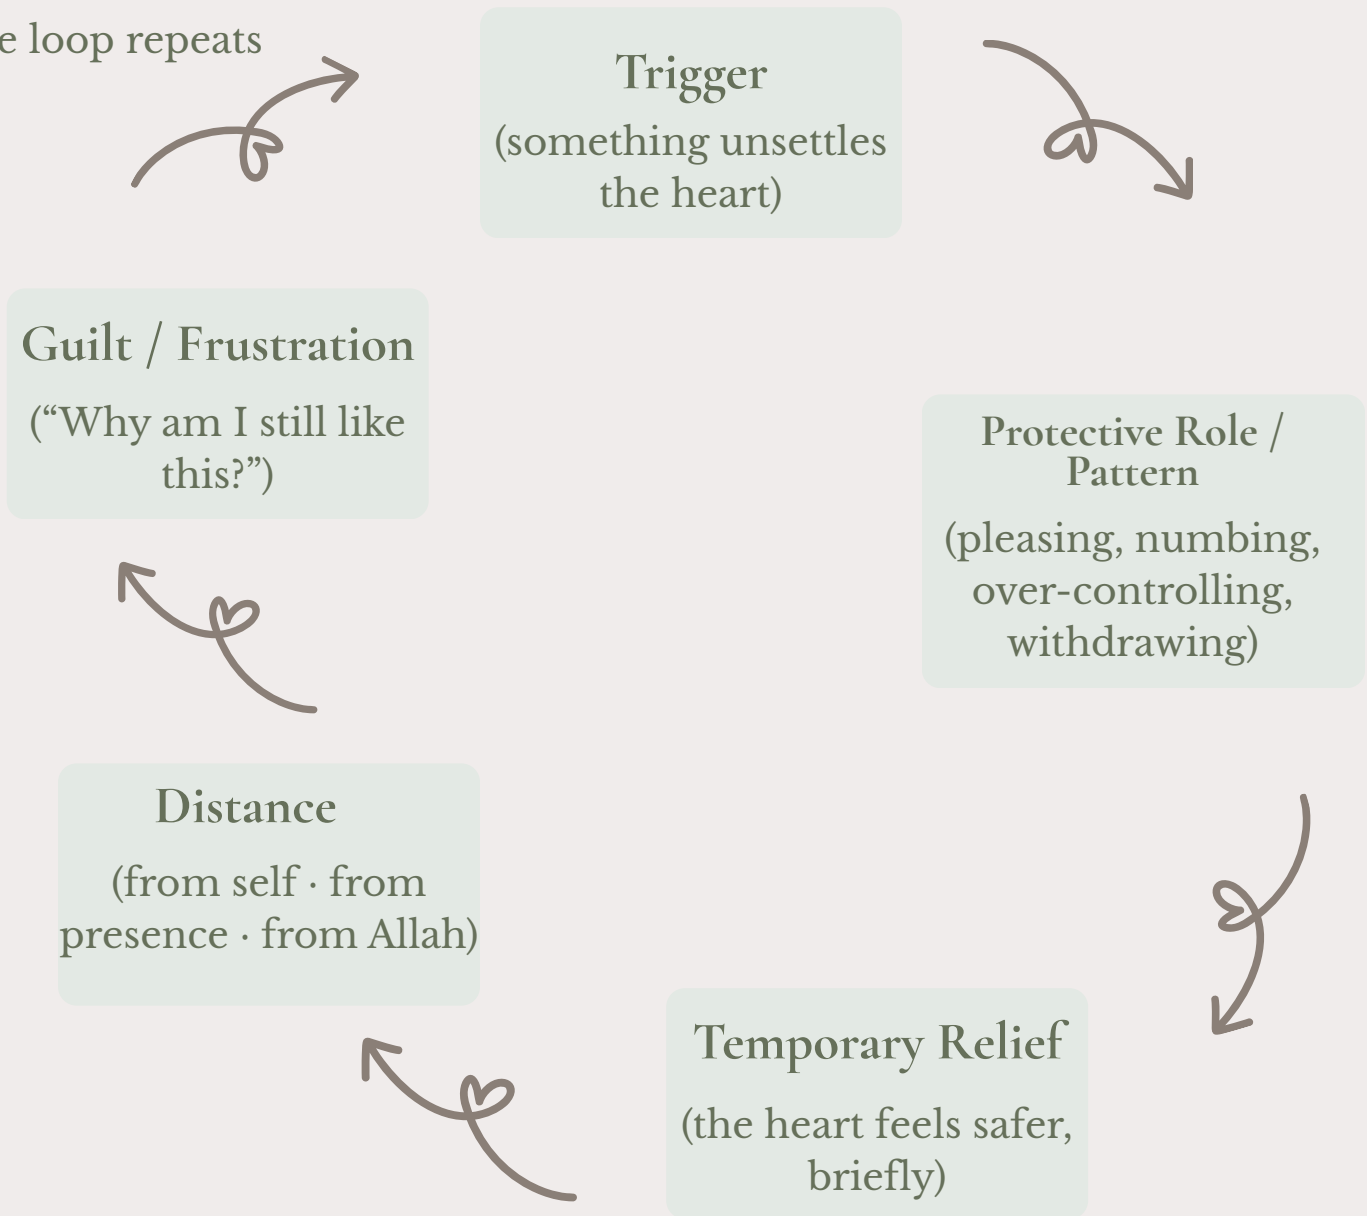 e loop repeats
Trigger
(something unsettles
the heart)
Guilt / Frustration
(“Why am I still like
this?”)
Protective Role /
Pattern
(pleasing, numbing,
over-controlling,
withdrawing)
Distance
(from self · from
presence · from Allah)
Temporary Relief
(the heart feels safer,
briefly)